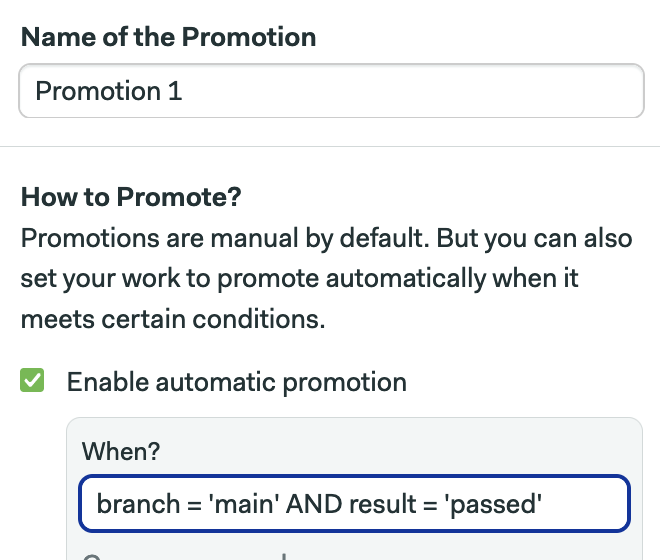 Name of the Promotion
Promotion 1
How to Promote?
Promotions are manual by default. But you can also
set your work to promote automatically when it
meets certain conditions.
Enable automatic promotion
When?
branch = 'main' AND result = 'passed'